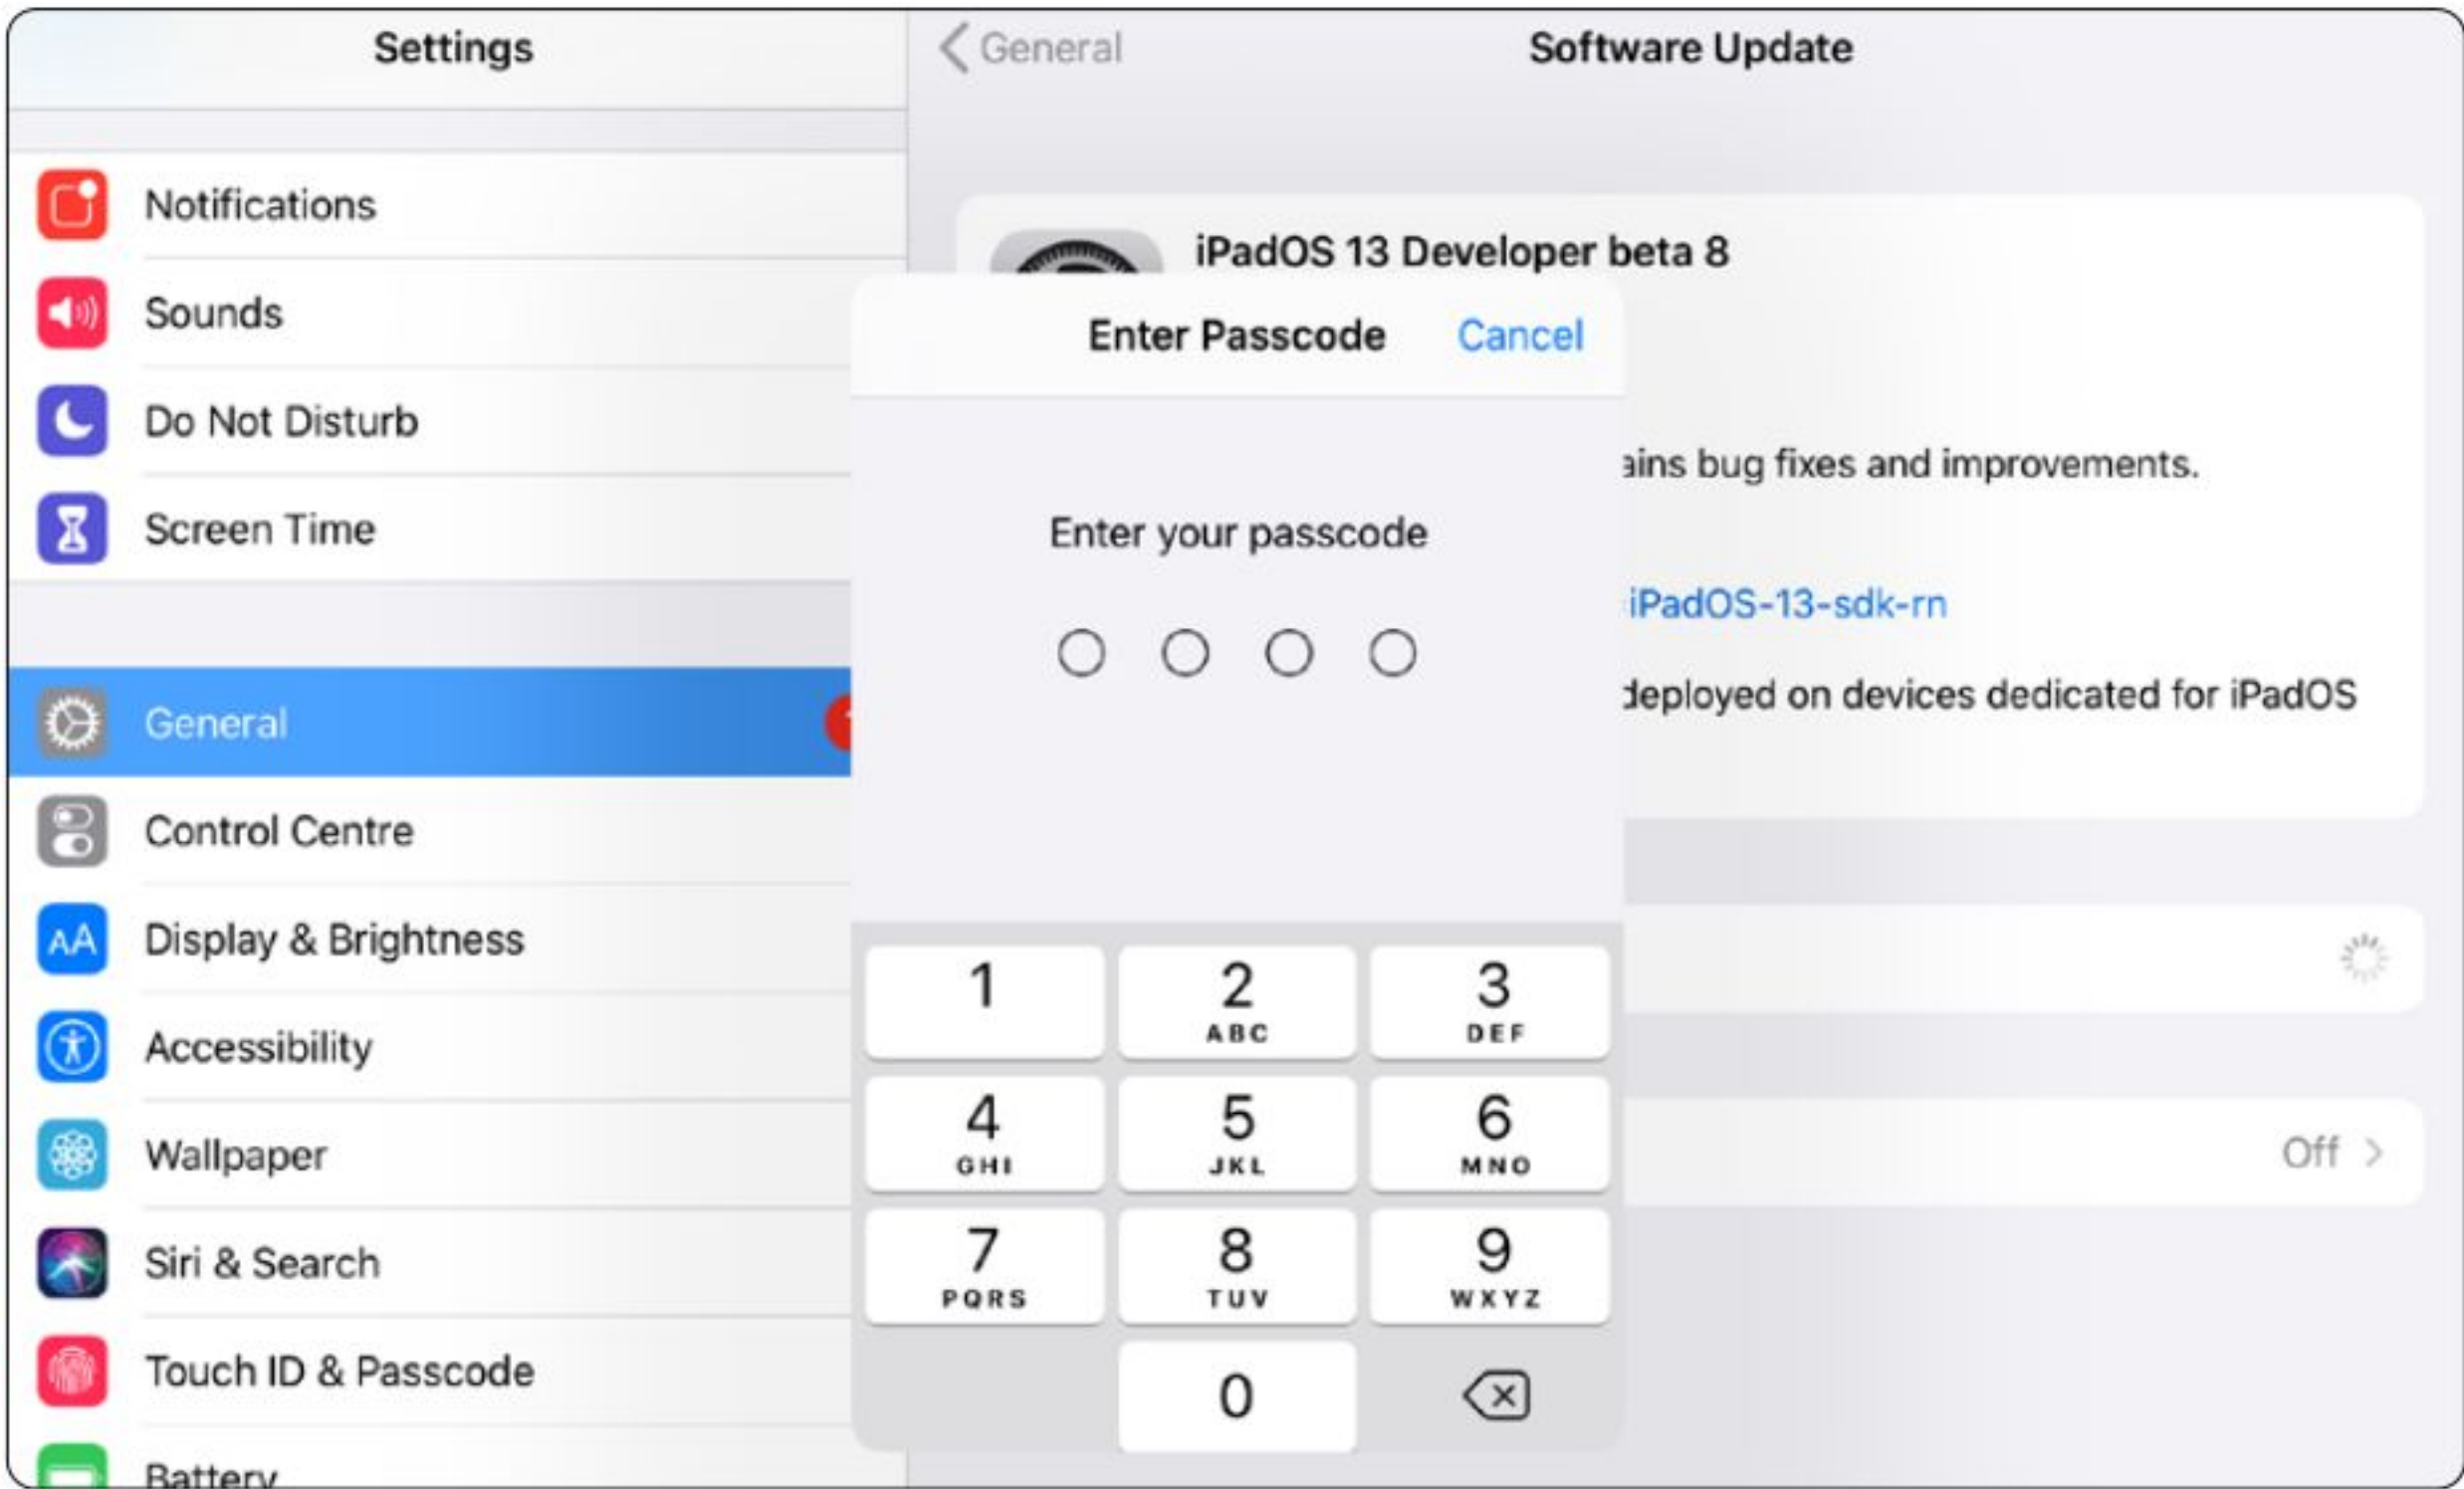 Settings
Notifications
Sounds
Do Not Disturb
Screen Time
General
Control Centre
AA Display & Brightness
Accessibility
Wallpaper
Siri & Search
Touch ID & Passcode
Battery
General
Software Update
iPadOS 13 Developer beta 8
ains bug fixes and improvements.
iPadOS-13-sdk-rn
deployed on devices dedicated for iPadOS
Off
Enter Passcode
Cancel
Enter your passcode
1
2
ABC
3
DEF
4
GHI
5
JKL
6
MNO
7
PQRS
8
TUV
9
WXYZ
0